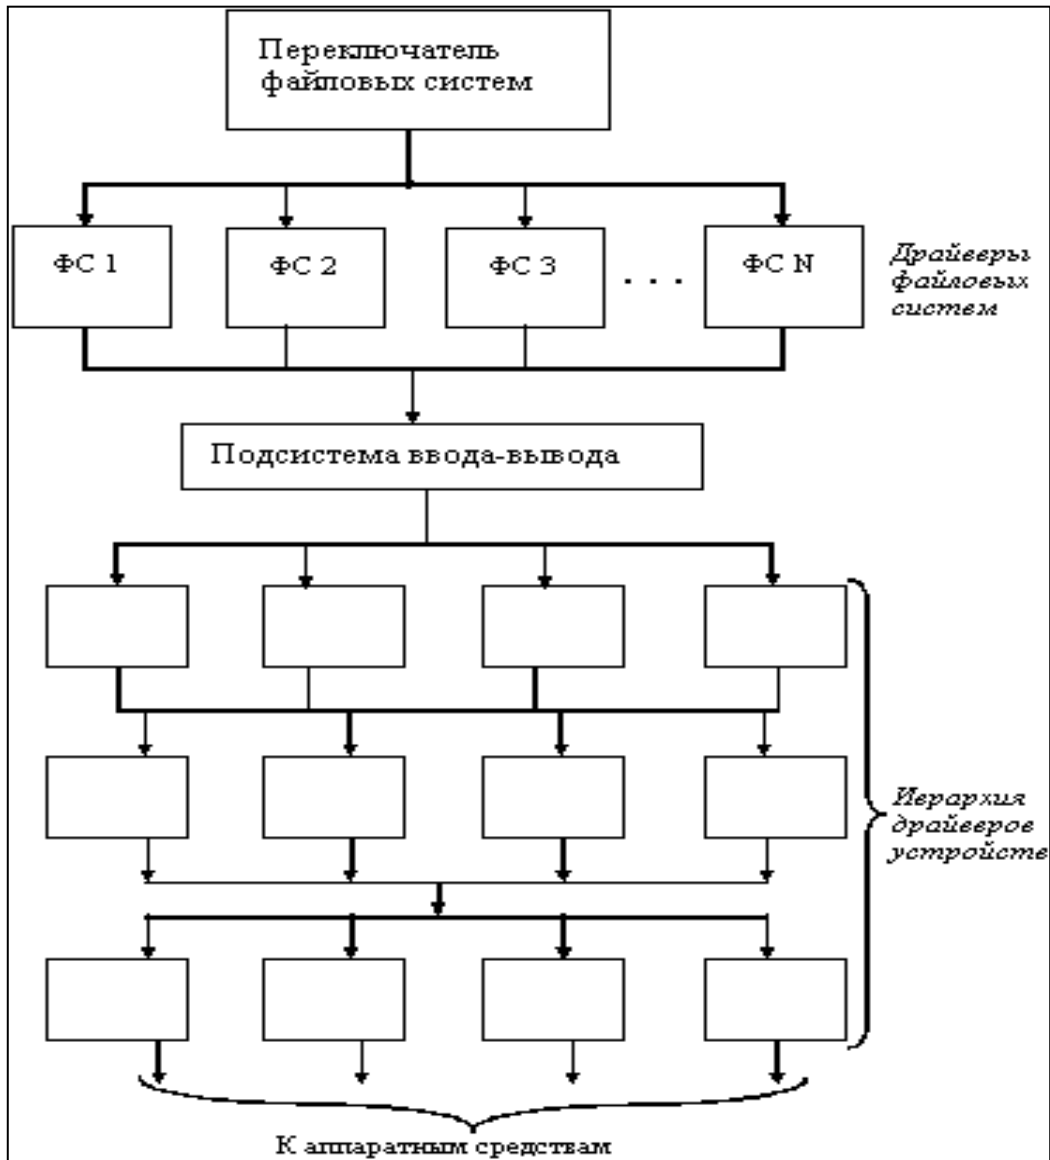 Переключатель
файловых систем
ФС 1
ФС 2
ФС 3
. . .
ФС N
Драйверы
файловых
систем
Подсистема ввода-вывода
Иерархия
драйверов
устройств
К аппаратным средствам